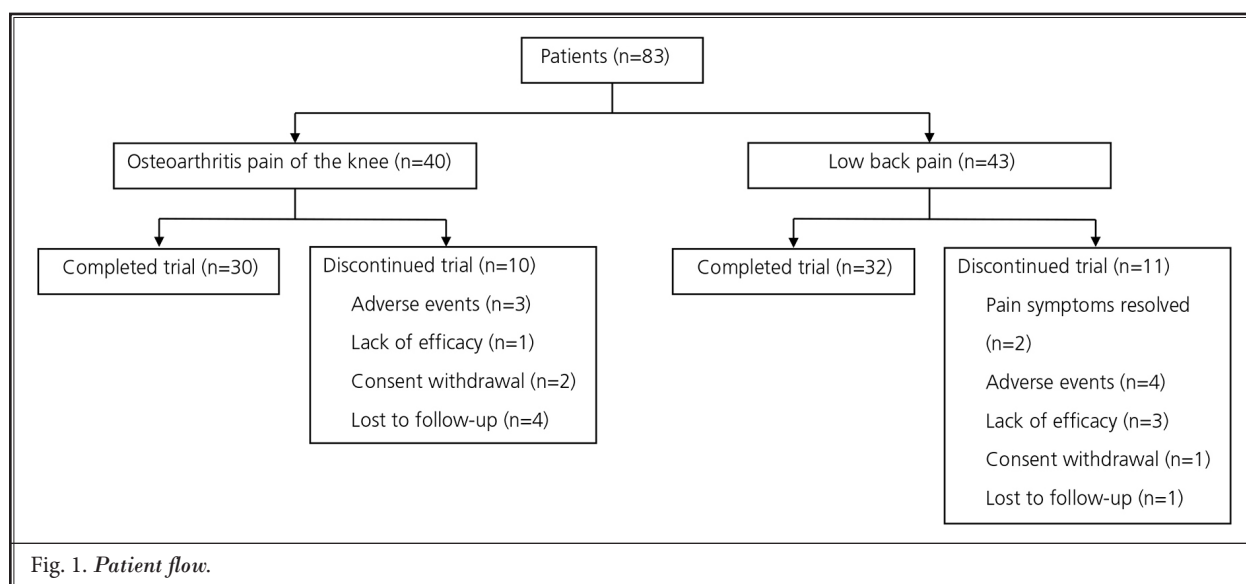 Patients (n=83)
Osteoarthritis pain of the knee (n=40)
Low back pain (n=43)
Completed trial (n=30)
Discontinued trial (n=10)
Adverse events (n=3)
Lack of efficacy (n=1)
Consent withdrawal (n=2)
Lost to follow-up (n=4)
Completed trial (n=32)
Discontinued trial (n=11)
Pain symptoms resolved
(n=2)
Adverse events (n=4)
Lack of efficacy (n=3)
Consent withdrawal (n=1)
Lost to follow-up (n=1)
Fig. 1. Patient flow.